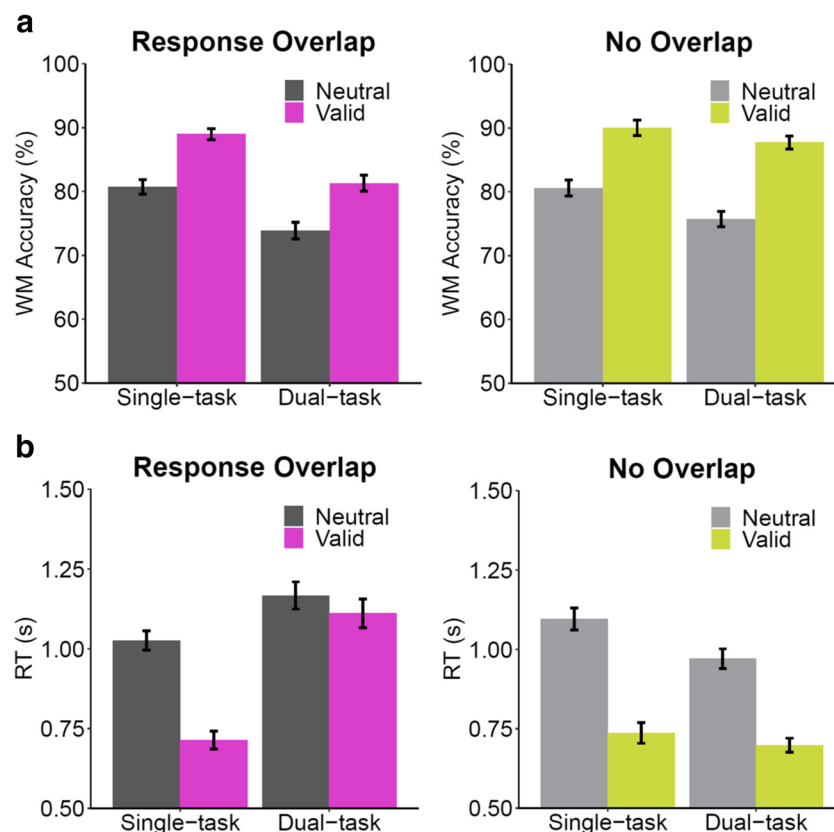 a
Response Overlap
No Overlap
WM Accuracy (%)
100
90
80
70
60
50
Neutral
Valid
Single-task
Dual-task
WM Accuracy (%)
100
90
80
70
60
50
Neutral
Valid
Single-task
Dual-task
b
Response Overlap
No Overlap
RT (s)
1.50
1.25
1.00
0.75
0.50
Neutral
Valid
Single-task
Dual-task
RT (s)
1.50
1.25
1.00
0.75
0.50
Neutral
Valid
Single-task
Dual-task